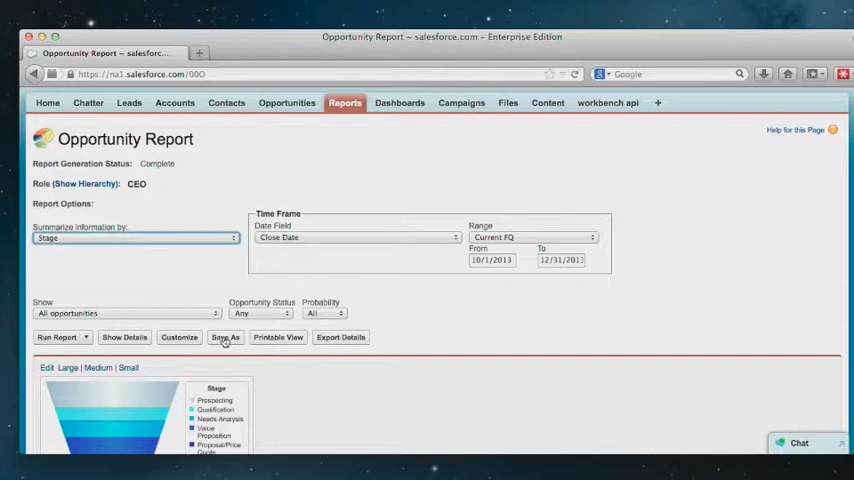 Opportunity Report ~ salesforce.com - Enterprise Edition
Opportunity Report ~ salesforc... +
https://na1.salesforce.com/00O
Google
Home Chatter Leads Accounts Contacts Opportunities Reports Dashboards Campaigns Files Content workbench api +
Opportunity Report
Help for this Page
Report Generation Status: Complete
Role (Show Hierarchy): CEO
Report Options:
Summarize information by:
Stage
Time Frame
Date Field
Close Date
Range
Current FQ
From To
10/1/2013 12/31/2013
Show Opportunity Status Probability
All opportunities Any All
Run Report Show Details Customize Save As Printable View Export Details
Edit Large | Medium | Small
Stage
Prospecting
Qualification
Needs Analysis
Value
Proposition
Proposal/Price
Quote
Chat